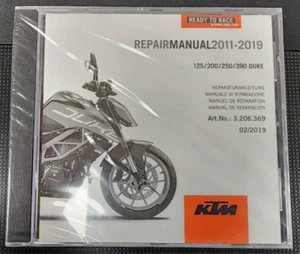 READY TO RACE
REPAIRMANUAL2011-2019
125/200/250/390 DUKE
REPARATURANLEITUNG
MANUALE DI RIPARAZIONE
MANUEL DE RÉPARATION
MANUAL DE REPARACIÓN
Art.No.: 3.206.369
02/2019
DUKE
KTM